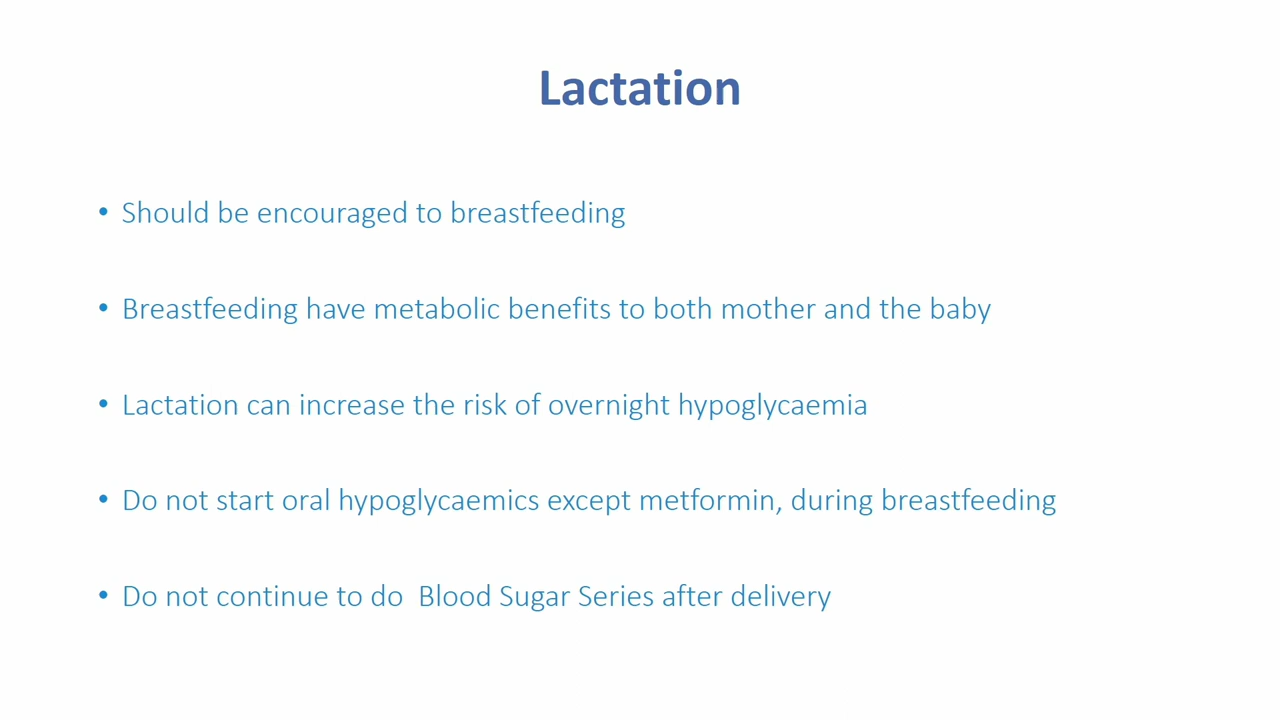 Lactation
• Should be encouraged to breastfeeding
• Breastfeeding have metabolic benefits to both mother and the baby
• Lactation can increase the risk of overnight hypoglycaemia
• Do not start oral hypoglycaemics except metformin, during breastfeeding
• Do not continue to do  Blood Sugar Series after delivery